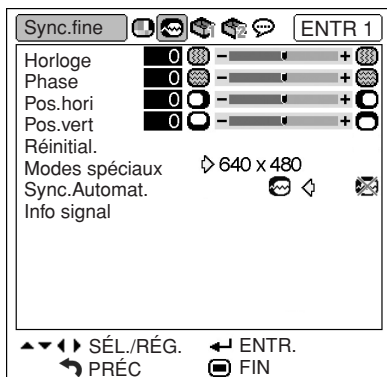 Sync.fine ENTR 1
Horloge 0 - +
Phase 0 - +
Pos.hori 0 - +
Pos.vert 0 - +
Réinitial.
Modes spéciaux 640 x 480
Sync.Automat.
Info signal
SÉL./RÉG. ENTR.
PRÉC FIN